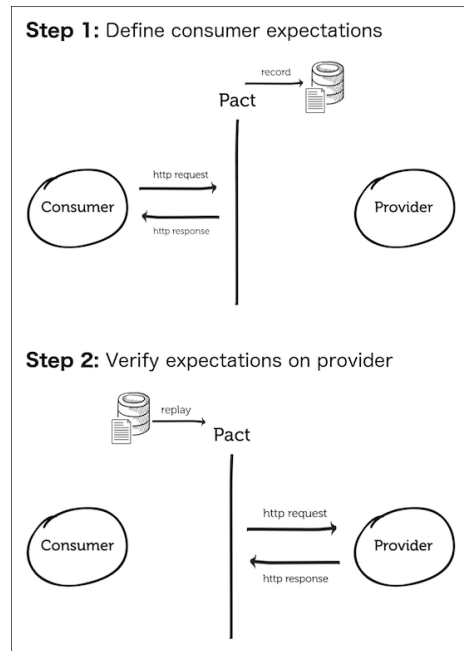 Step 1: Define consumer expectations
record
Pact
http request
Consumer
Provider
http response
Step 2: Verify expectations on provider
replay
Pact
http request
Consumer
Provider
http response